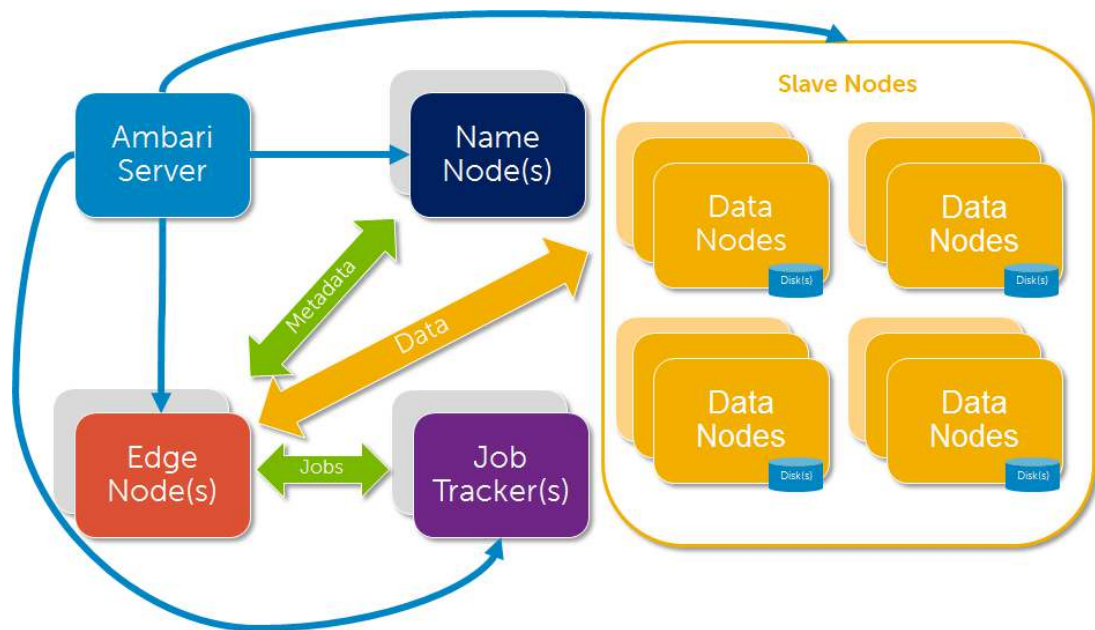 Slave Nodes
Ambari
Server
Name
Node(s)
Data
Nodes
Disk(s)
Data
Nodes
Disk(s)
Metadata
Data
Data
Nodes
Disk(s)
Data
Nodes
Disk(s)
Edge
Node(s)
Jobs
Job
Tracker(s)